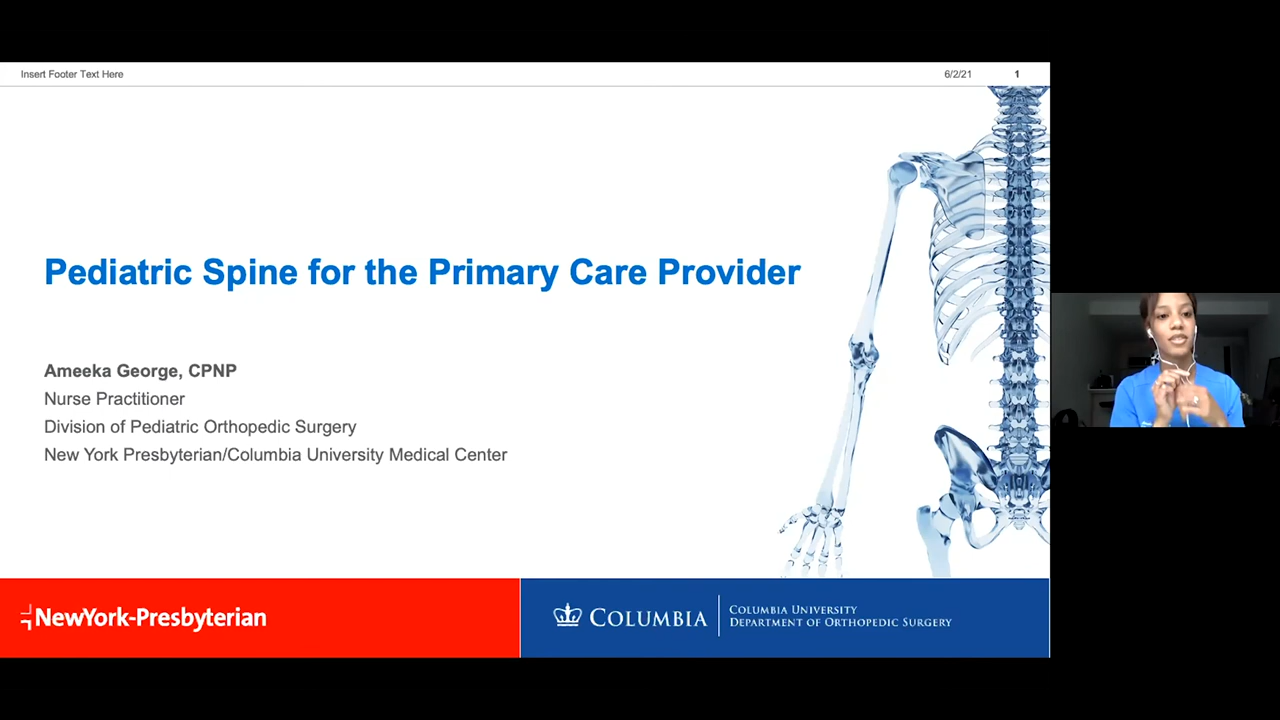 Insert Footer Text Here
6/2/21 1
Pediatric Spine for the Primary Care Provider
Ameeka George, CPNP
Nurse Practitioner
Division of Pediatric Orthopedic Surgery
New York Presbyterian/Columbia University Medical Center
NewYork-Presbyterian
COLUMBIA
COLUMBIA UNIVERSITY
DEPARTMENT OF ORTHOPEDIC SURGERY